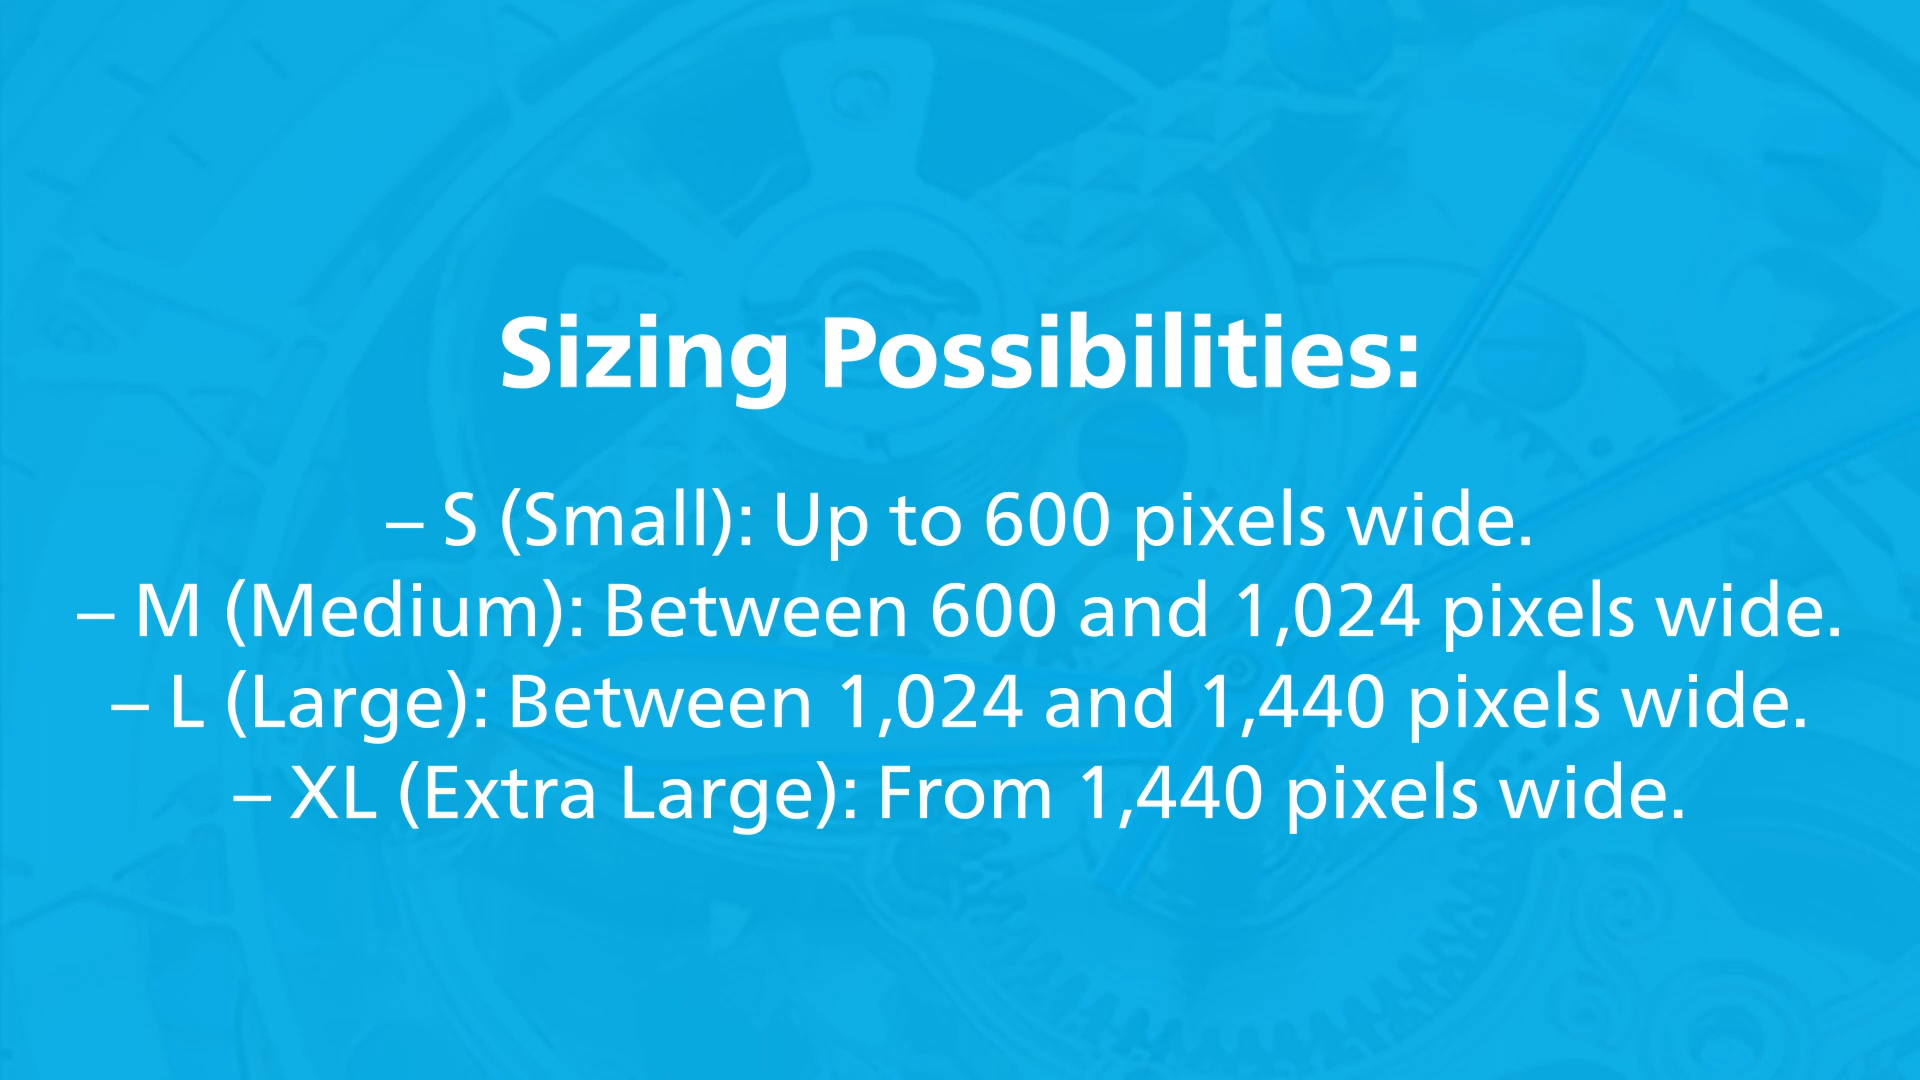 Sizing Possibilities:
– S (Small): Up to 600 pixels wide.
– M (Medium): Between 600 and 1,024 pixels wide.
– L (Large): Between 1,024 and 1,440 pixels wide.
– XL (Extra Large): From 1,440 pixels wide.